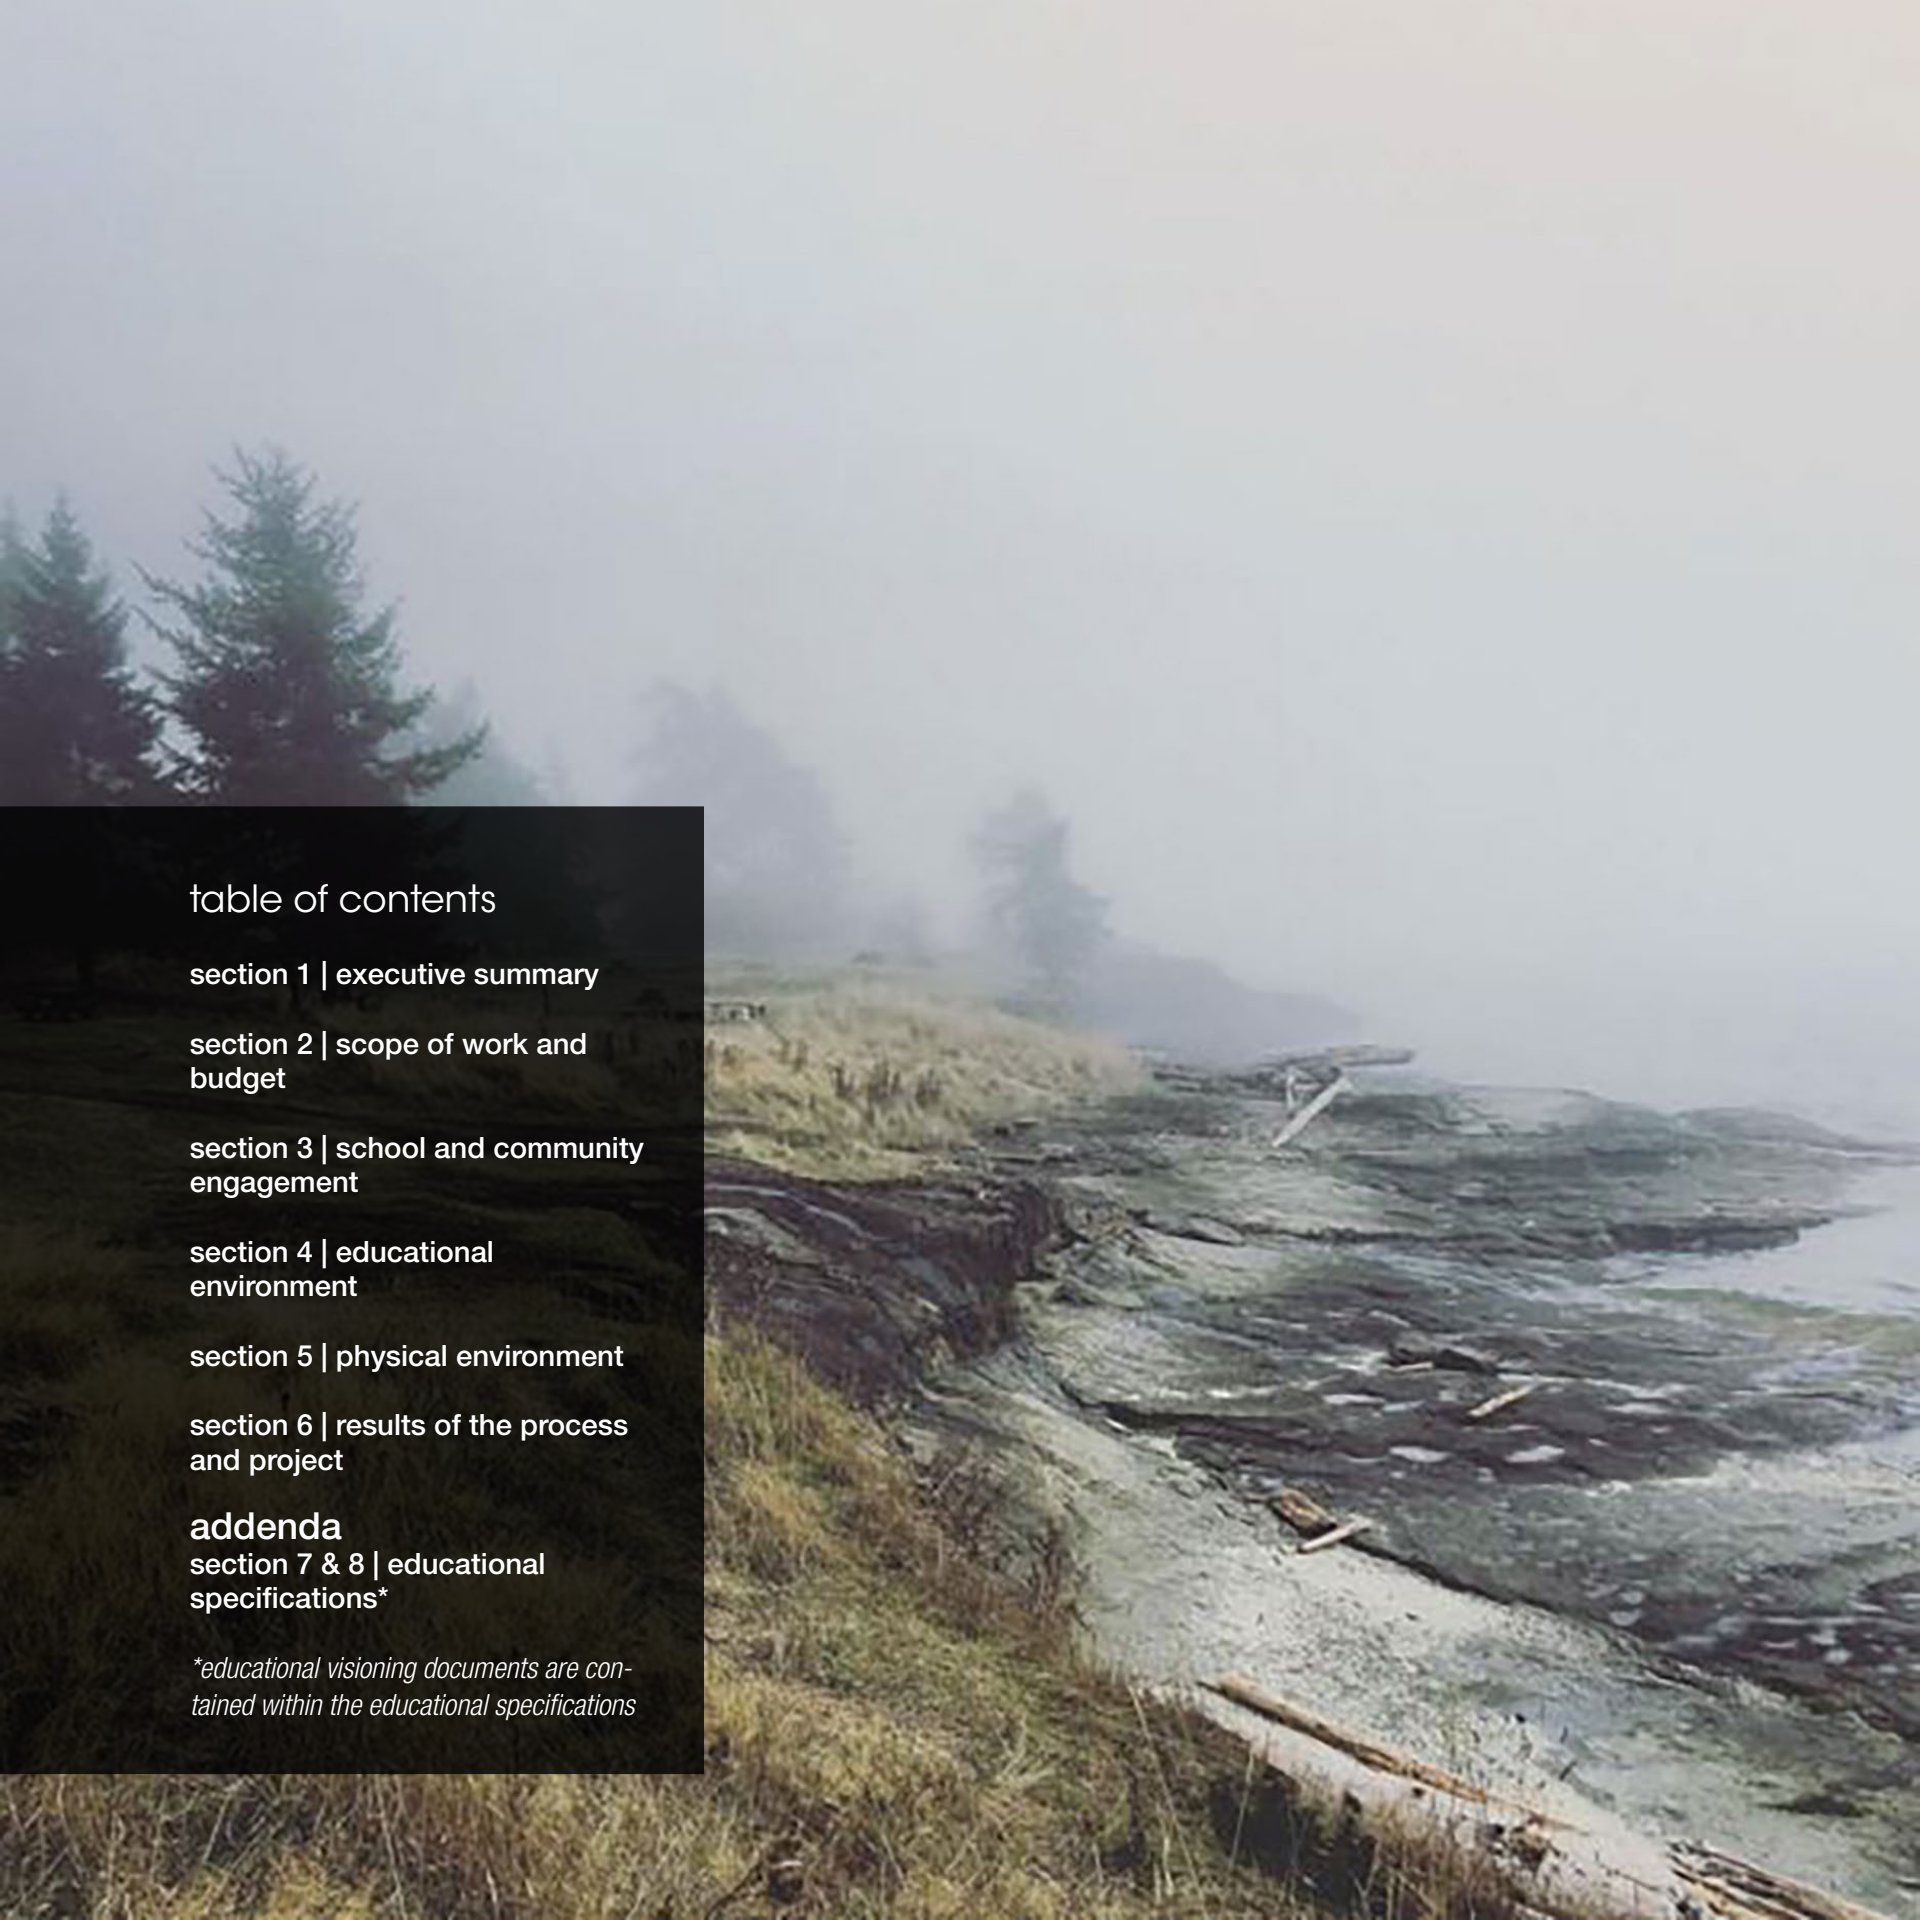 table of contents
section 1 | executive summary
section 2 | scope of work and
budget
section 3 | school and community
engagement
section 4 | educational
environment
section 5 | physical environment
section 6 | results of the process
and project
addenda
section 7 & 8 | educational
specifications*
*educational visioning documents are con-
tained within the educational specifications